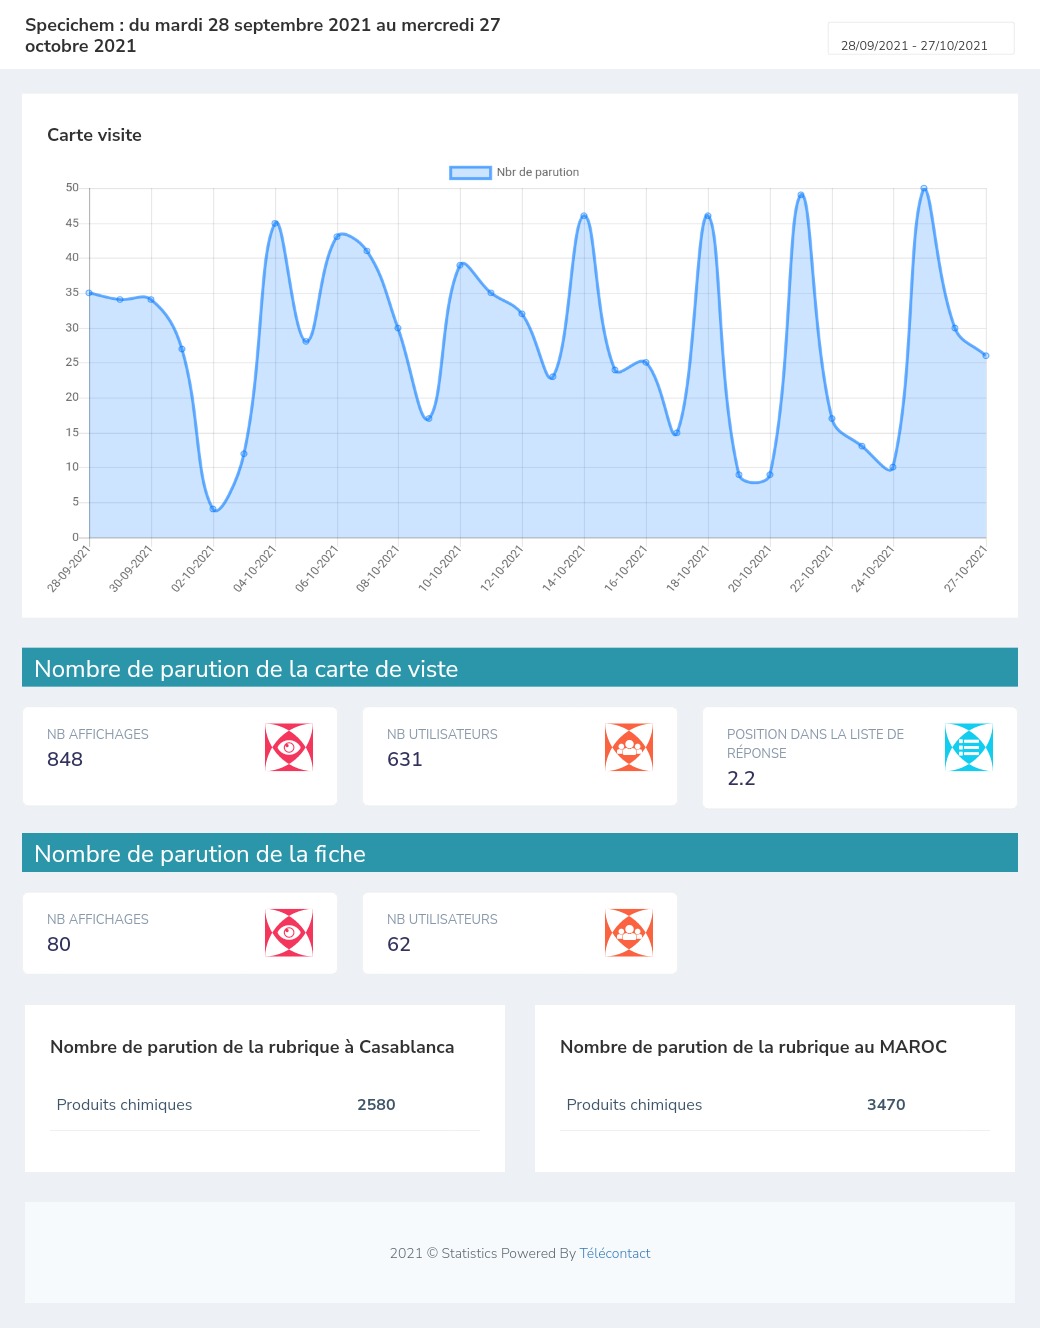 Specichem : du mardi 28 septembre 2021 au mercredi 27
octobre 2021
28/09/2021 - 27/10/2021
Carte visite
Nbr de parution
50
45
40
35
30
25
20
15
10
5
0
28-09-2021
30-09-2021
02-10-2021
04-10-2021
06-10-2021
08-10-2021
10-10-2021
12-10-2021
14-10-2021
16-10-2021
18-10-2021
20-10-2021
22-10-2021
24-10-2021
27-10-2021
Nombre de parution de la carte de viste
NB AFFICHAGES
848
NB UTILISATEURS
631
POSITION DANS LA LISTE DE
RÉPONSE
2.2
Nombre de parution de la fiche
NB AFFICHAGES
80
NB UTILISATEURS
62
Nombre de parution de la rubrique à Casablanca
Produits chimiques 2580
Nombre de parution de la rubrique au MAROC
Produits chimiques 3470
2021 © Statistics Powered By Télécontact